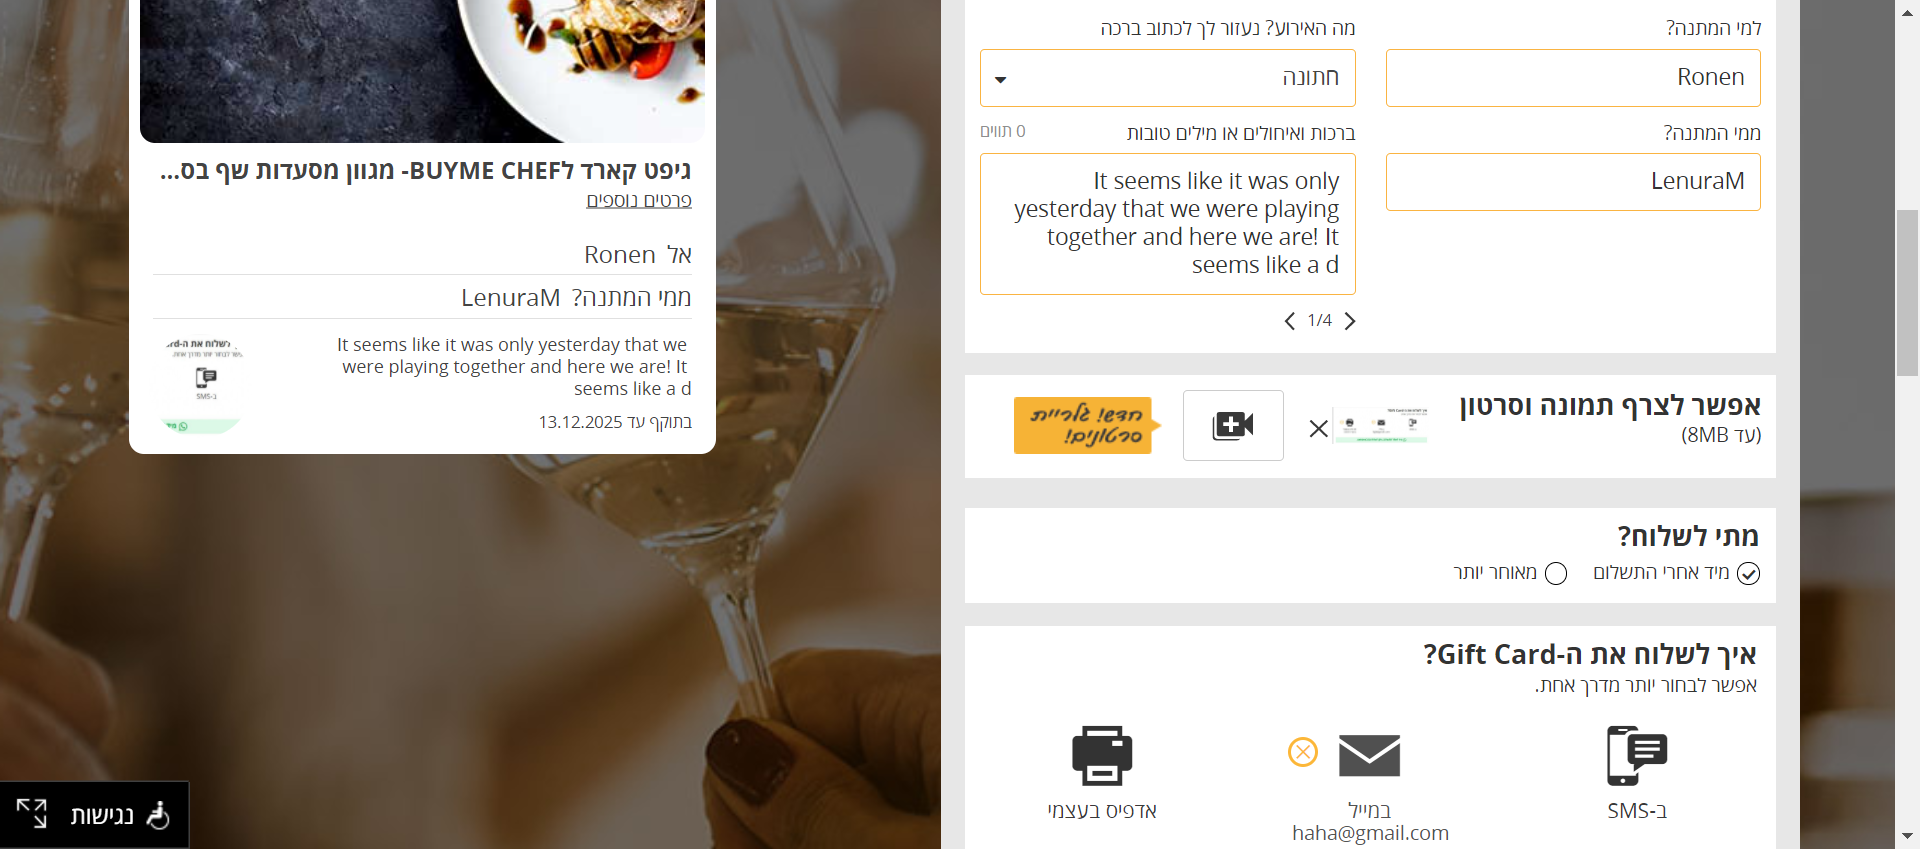 למי המתנה?
Ronen
מה האירוע? נעזור לך לכתוב ברכה
חתונה
ממי המתנה?
LenuraM
ברכות ואיחולים או מילים טובות
0 תווים
It seems like it was only
yesterday that we were playing
together and here we are! It
seems like a d
1/4
אפשר לצרף תמונה וסרטון
(עד 8MB)
חדש! גלריית
סרטונים!
מתי לשלוח?
מיד אחרי התשלום
מאוחר יותר
איך לשלוח את ה-Gift Card?
אפשר לבחור יותר מדרך אחת.
ב-SMS
במייל
haha@gmail.com
אדפיס בעצמי
גיפט קארד לBUYME CHEF- מגוון מסעדות שף בס...
פרטים נוספים
אל Ronen
ממי המתנה? LenuraM
It seems like it was only yesterday that we
were playing together and here we are! It
seems like a d
בתוקף עד 13.12.2025
ב-SMS
נגישות